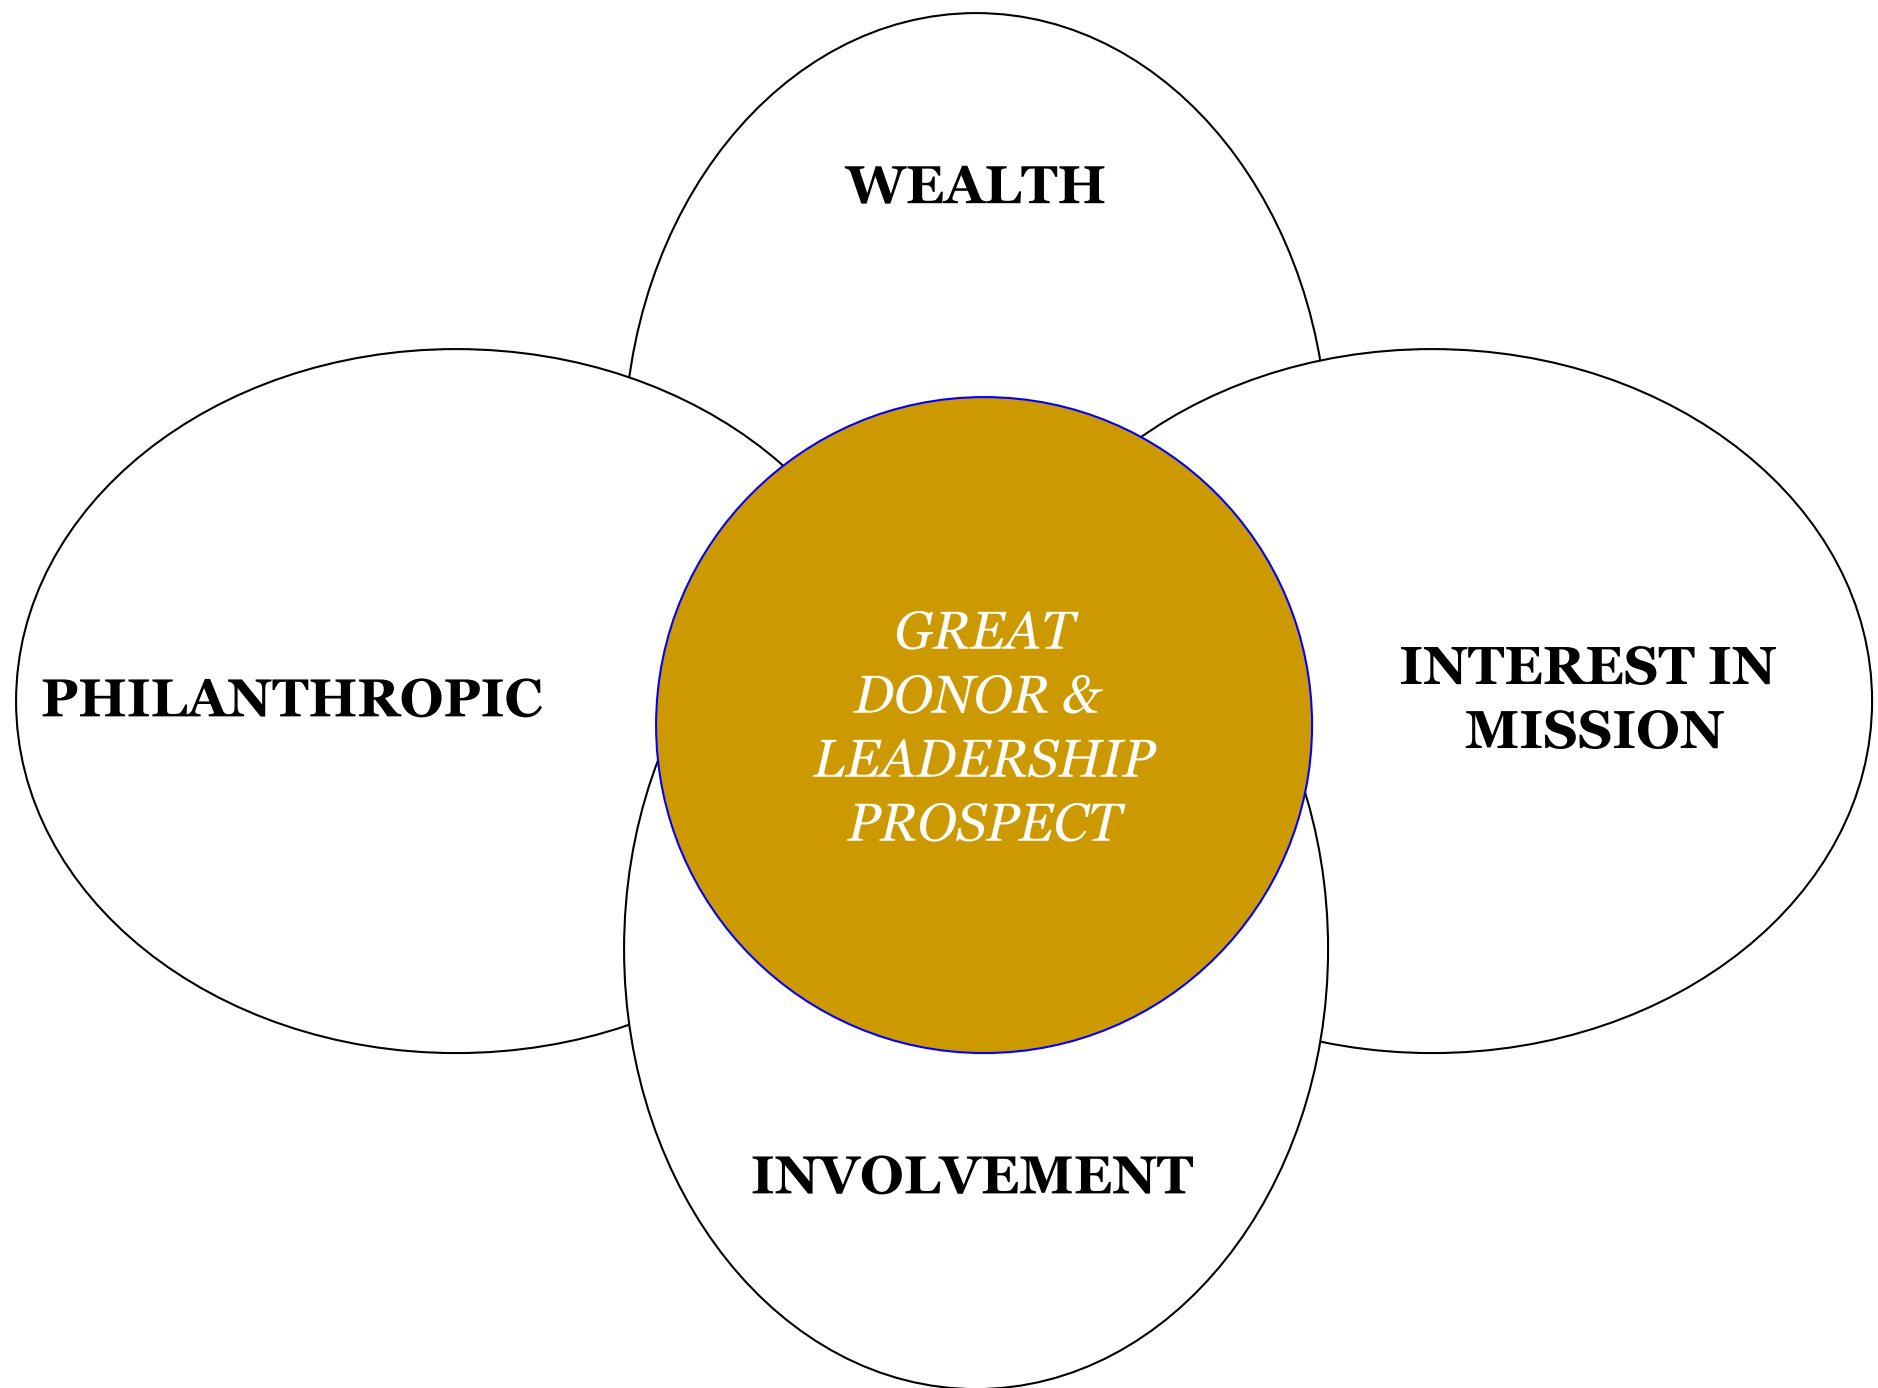 WEALTH
PHILANTHROPIC
GREAT
DONOR &
LEADERSHIP
PROSPECT
INTEREST IN
MISSION
INVOLVEMENT